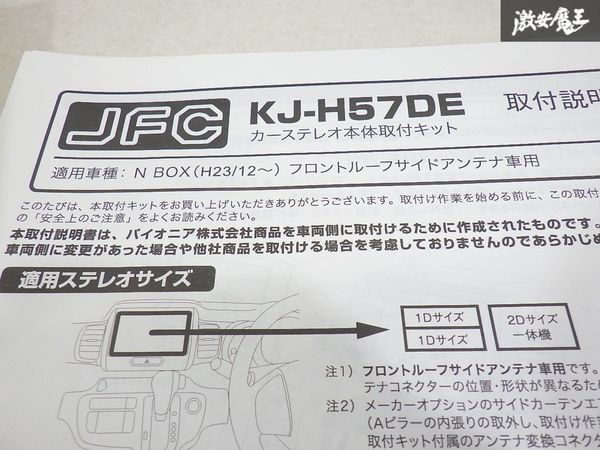 激安魔王
JFC
KJ-H57DE
取付説明
カーステレオ本体取付キット
適用車種: N BOX(H23/12〜) フロントルーフサイドアンテナ車用
このたびは、本取付キットをお買い上げいただきありがとうございます。取付け作業を始める前に、この取付
の「安全上のご注意」をよくお読みください。
本取付説明書は、パイオニア株式会社商品を車両側に取付けるために作成されたものです。
車両側に変更があった場合や他社商品を取付ける場合を考慮しておりませんのであらかじめ
適用ステレオサイズ
1Dサイズ
1Dサイズ
2Dサイズ
一体機
注1) フロントルーフサイドアンテナ車用です。
テナコネクターの位置・形状が異なるため
注2) メーカーオプションのサイドカーテンエア
(Aピラーの内張りの取外し、取付け作業
取付キット付属のアンテナ変換コネクタ